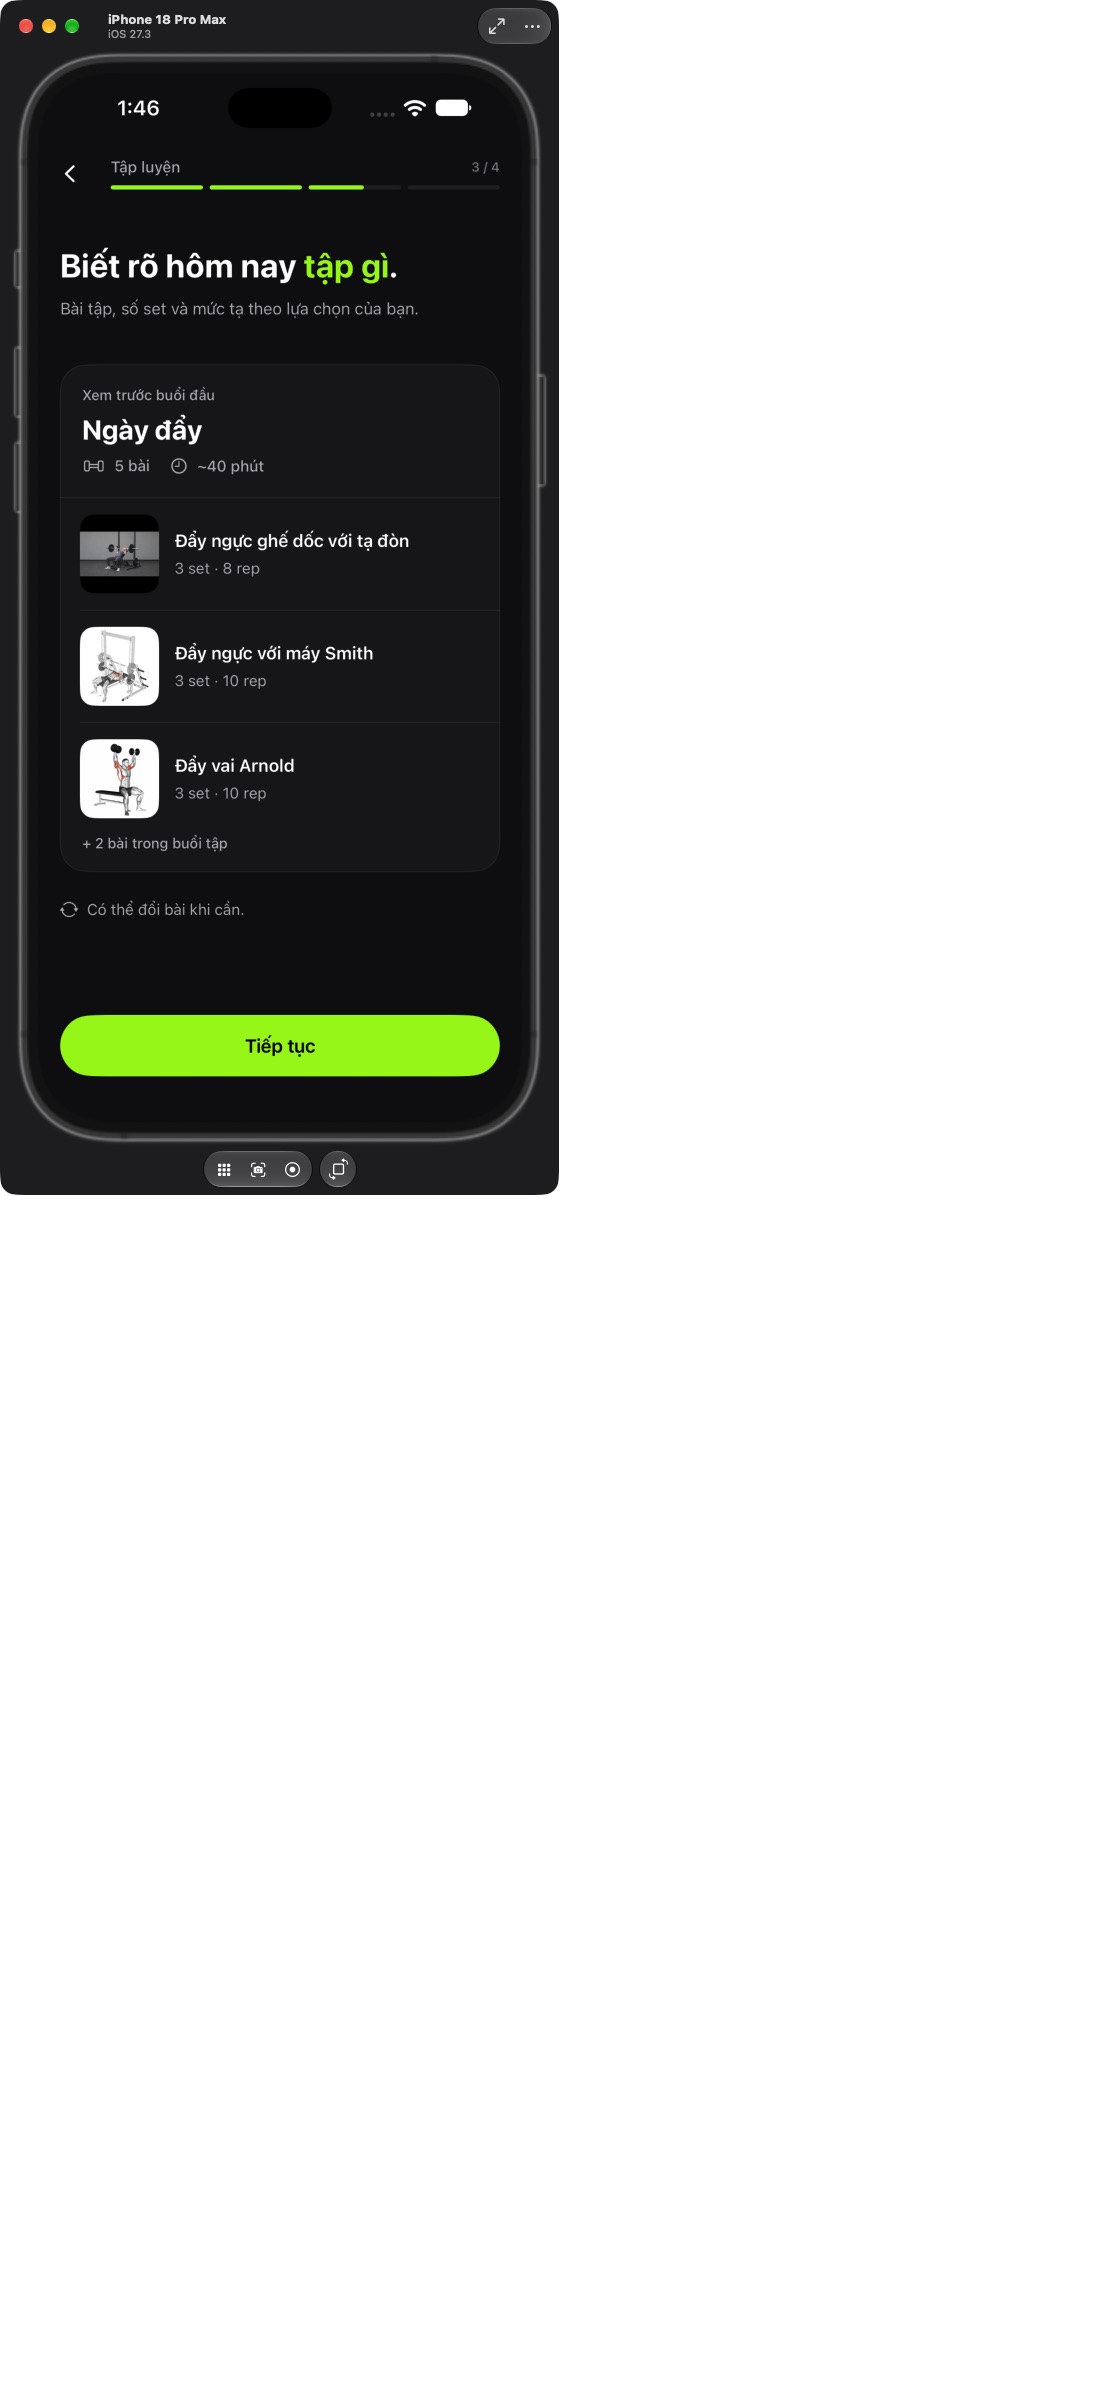 iPhone 18 Pro Max
iOS 27.3
1:46
Tập luyện
3 / 4
Biết rõ hôm nay tập gì.
Bài tập, số set và mức tạ theo lựa chọn của bạn.
Xem trước buổi đầu
Ngày đẩy
5 bài ~40 phút
Đẩy ngực ghế dốc với tạ đòn
3 set · 8 rep
Đẩy ngực với máy Smith
3 set · 10 rep
Đẩy vai Arnold
3 set · 10 rep
+ 2 bài trong buổi tập
Có thể đổi bài khi cần.
Tiếp tục